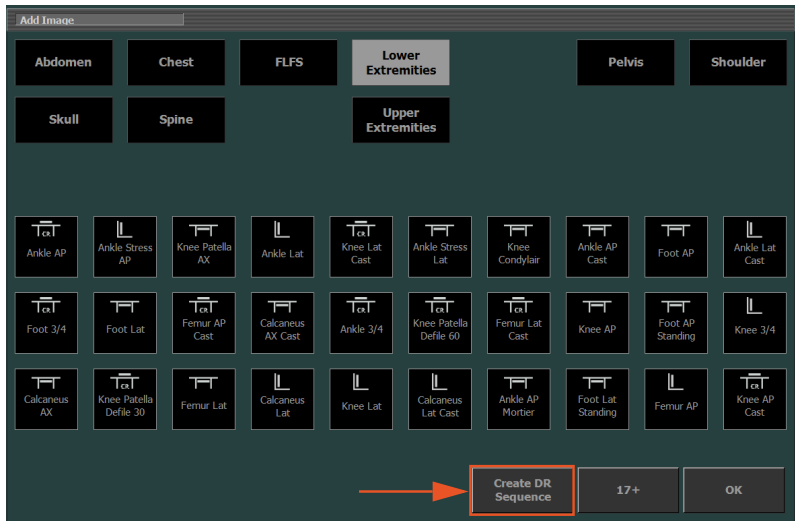 Add Image
Abdomen
Chest
FLFS
Lower
Extremities
Pelvis
Shoulder
Skull
Spine
Upper
Extremities
CR
Ankle AP
Ankle Stress
AP
Knee Patella
AX
Ankle Lat
CR
Knee Lat
Cast
Ankle Stress
Lat
Knee
Condylair
Ankle AP
Cast
Foot AP
Ankle Lat
Cast
CR
Foot 3/4
Foot Lat
CR
Femur AP
Cast
Calcaneus
AX Cast
CR
Ankle 3/4
CR
Knee Patella
Defile 60
CR
Femur Lat
Cast
Knee AP
Foot AP
Standing
Knee 3/4
Calcaneus
AX
CR
Knee Patella
Defile 30
Femur Lat
Calcaneus
Lat
Knee Lat
Calcaneus
Lat Cast
Ankle AP
Mortier
Foot Lat
Standing
Femur AP
CR
Knee AP
Cast
Create DR
Sequence
17+
OK